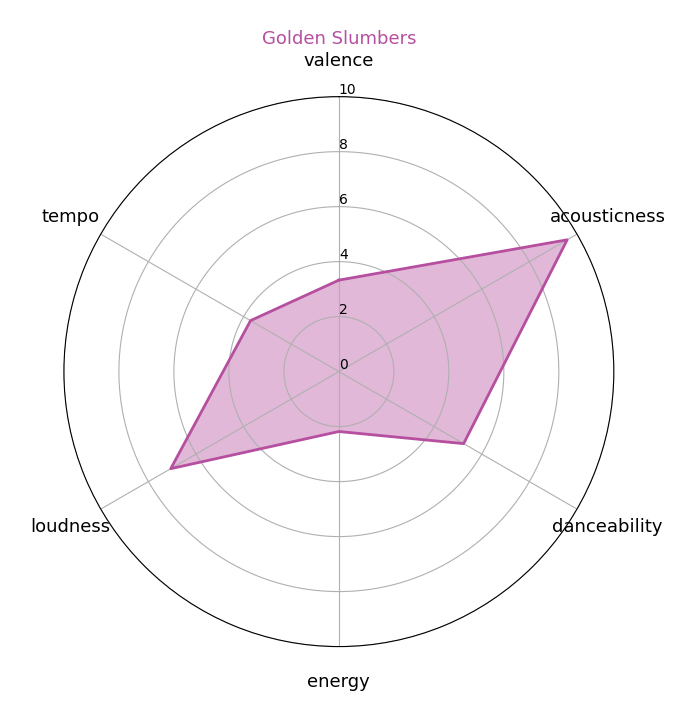 Golden Slumbers
valence
10
8
6
4
2
0
tempo
acousticness
loudness
danceability
energy